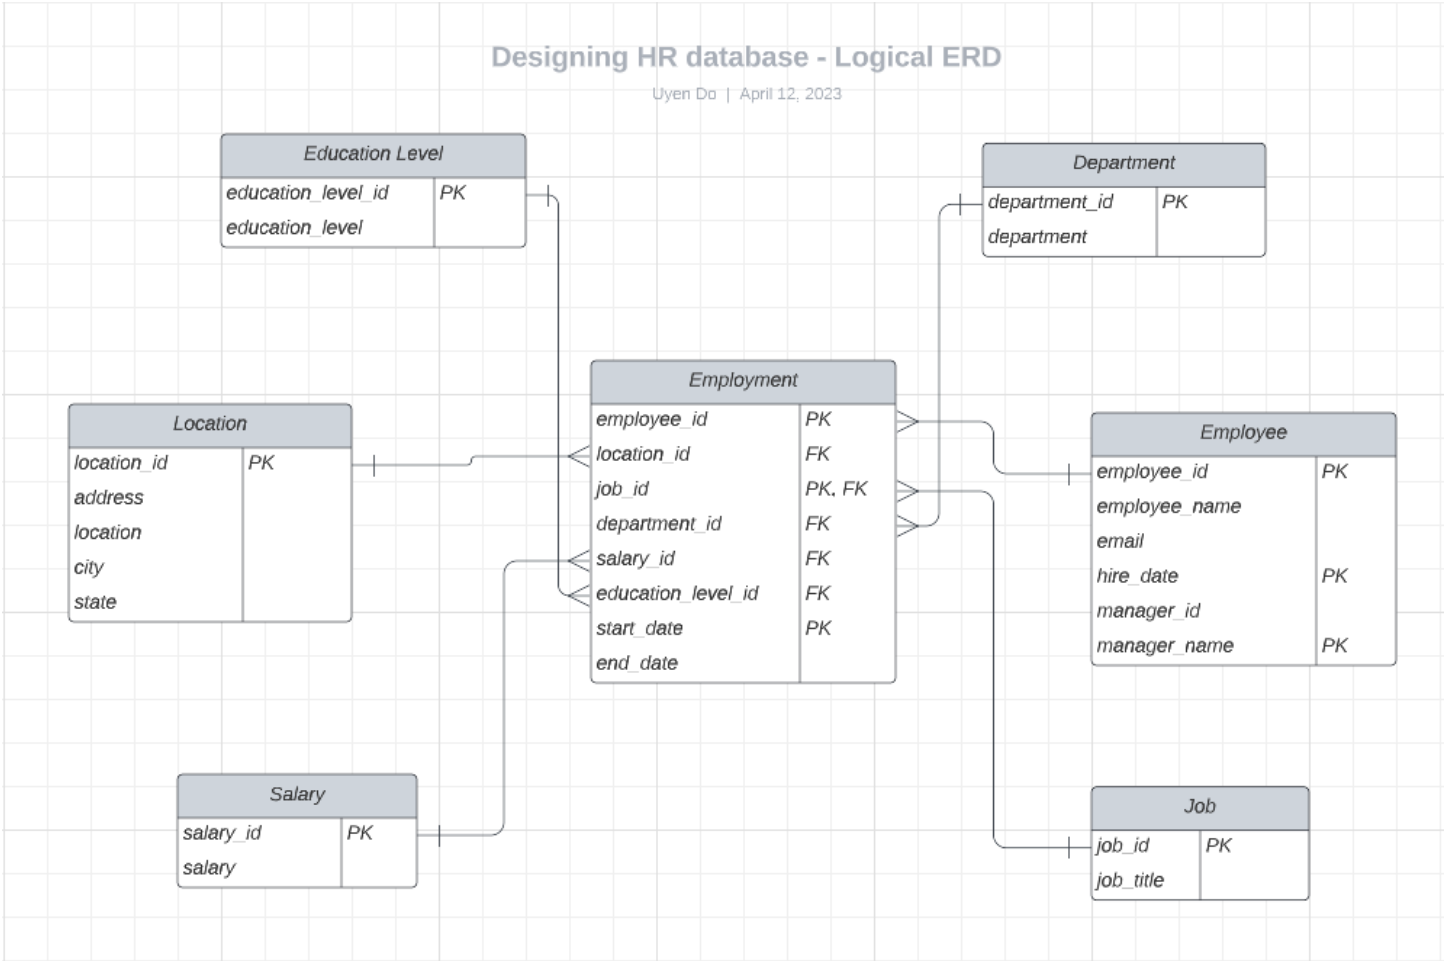 Designing HR database - Logical ERD
Uyen Do | April 12, 2023
Education Level
education_level_id PK
education_level
Department
department_id PK
department
Employment
employee_id PK
location_id FK
job_id PK, FK
department_id FK
salary_id FK
education_level_id FK
start_date PK
end_date
Location
location_id PK
address
location
city
state
Employee
employee_id PK
employee_name
email
hire_date PK
manager_id
manager_name PK
Salary
salary_id PK
salary
Job
job_id PK
job_title